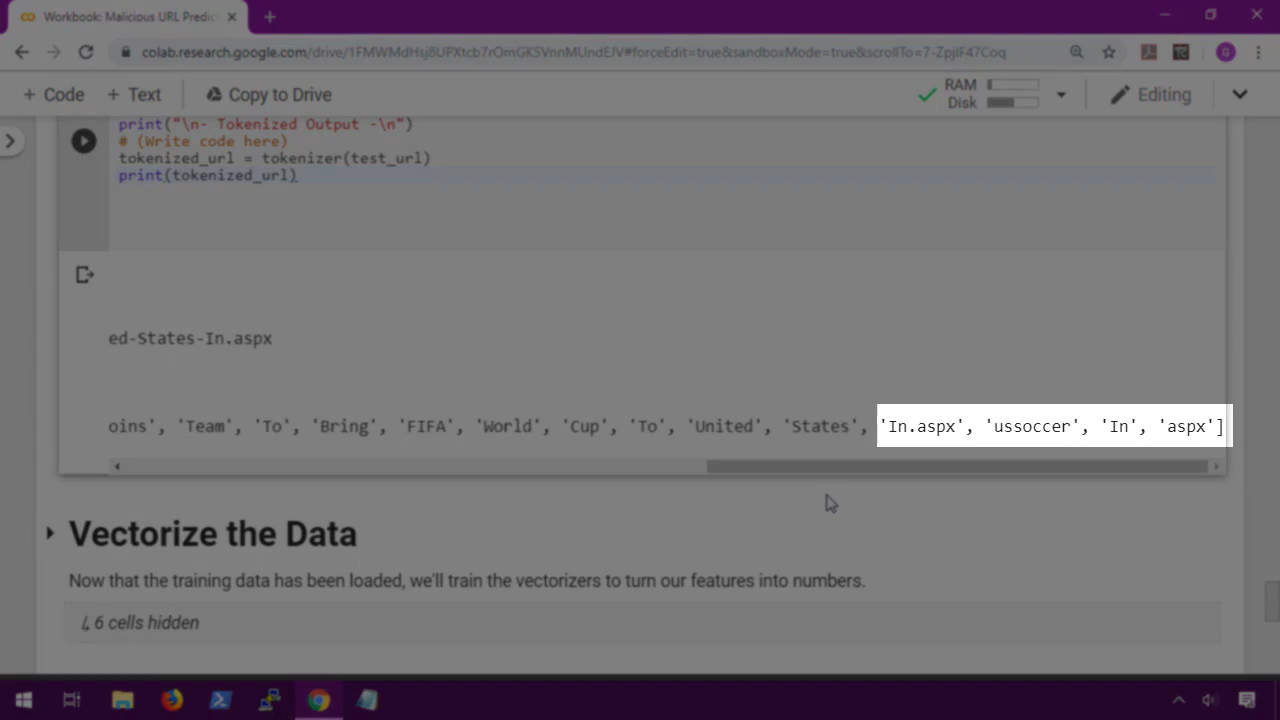 Workbook: Malicious URL Predic
colab.research.google.com/drive/1FMWMdHsj8UPXtcb7rOmGK5VnnMUndEJV#forceEdit=true&sandboxMode=true&scrollTo=7-ZpjlF47Coq
+ Code + Text Copy to Drive RAM Disk Editing
print("\n- Tokenized Output -\n")
# (Write code here)
tokenized_url = tokenizer(test_url)
print(tokenized_url)
ed-States-In.aspx
oins', 'Team', 'To', 'Bring', 'FIFA', 'World', 'Cup', 'To', 'United', 'States', 'In.aspx', 'ussoccer', 'In', 'aspx']
Vectorize the Data
Now that the training data has been loaded, we'll train the vectorizers to turn our features into numbers.
↳ 6 cells hidden